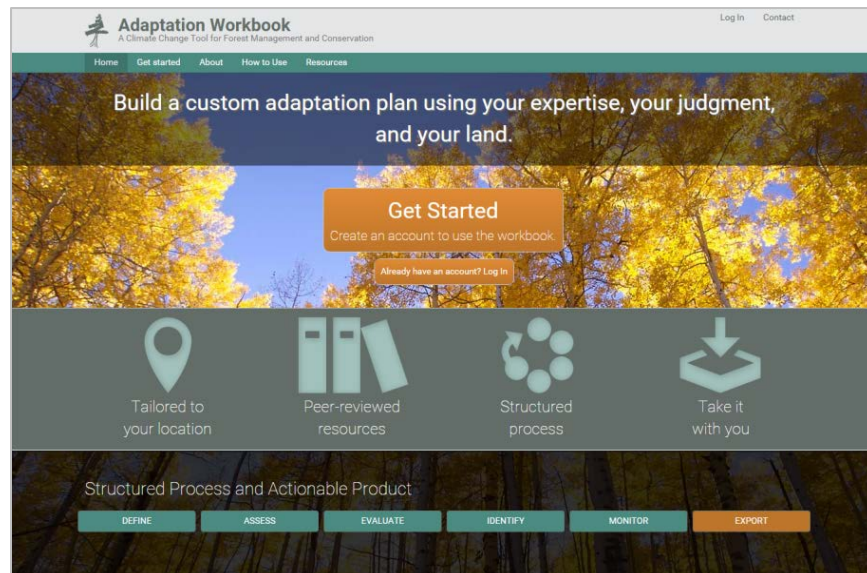 Adaptation Workbook
A Climate Change Tool for Forest Management and Conservation
Log In Contact
Home Get started About How to Use Resources
Build a custom adaptation plan using your expertise, your judgment,
and your land.
Get Started
Create an account to use the workbook.
Already have an account? Log In
Tailored to
your location
Peer-reviewed
resources
Structured
process
Take it
with you
Structured Process and Actionable Product
DEFINE ASSESS EVALUATE IDENTIFY MONITOR EXPORT